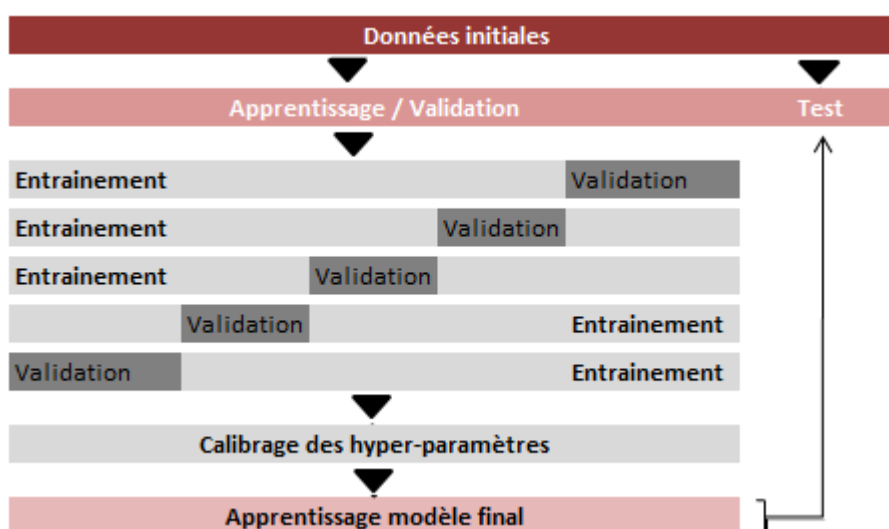 Données initiales
Apprentissage / Validation Test
Entrainement Validation
Entrainement Validation
Entrainement Validation
Validation Entrainement
Validation Entrainement
Calibrage des hyper-paramètres
Apprentissage modèle final